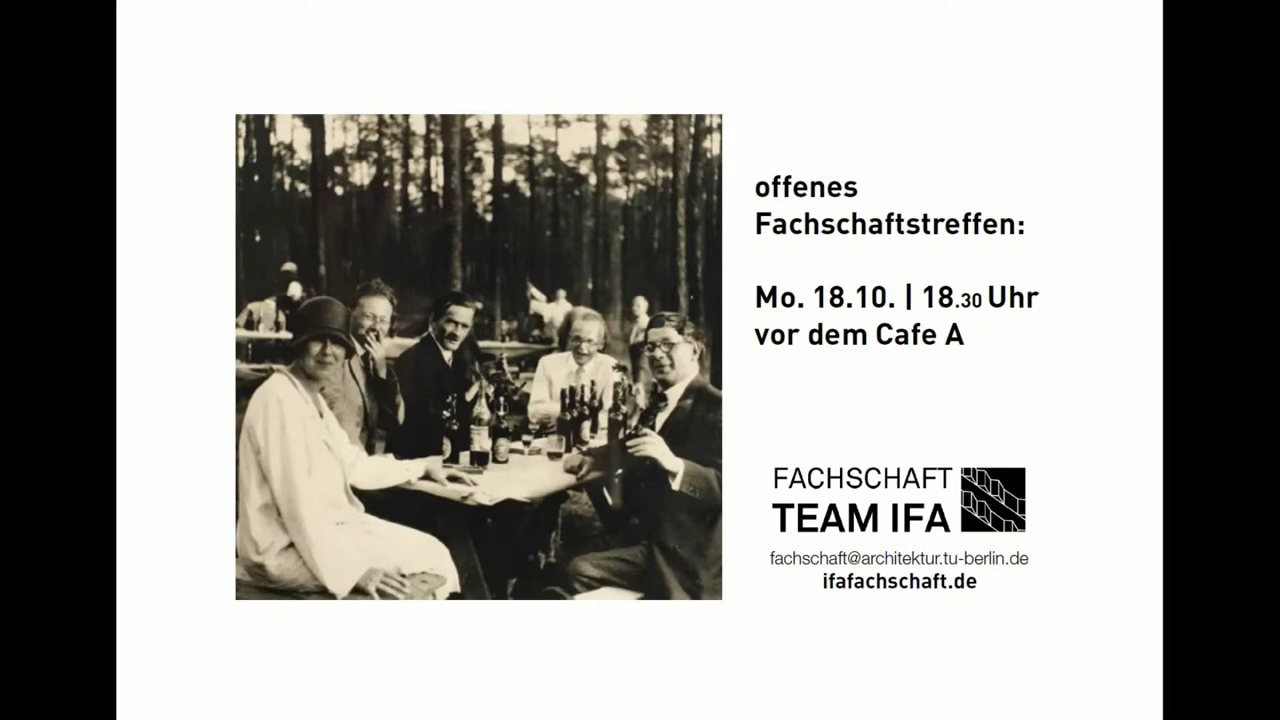 offenes
Fachschaftstreffen:
Mo. 18.10. | 18.30 Uhr
vor dem Cafe A
FACHSCHAFT
TEAM IFA
fachschaft@architektur.tu-berlin.de
ifafachschaft.de